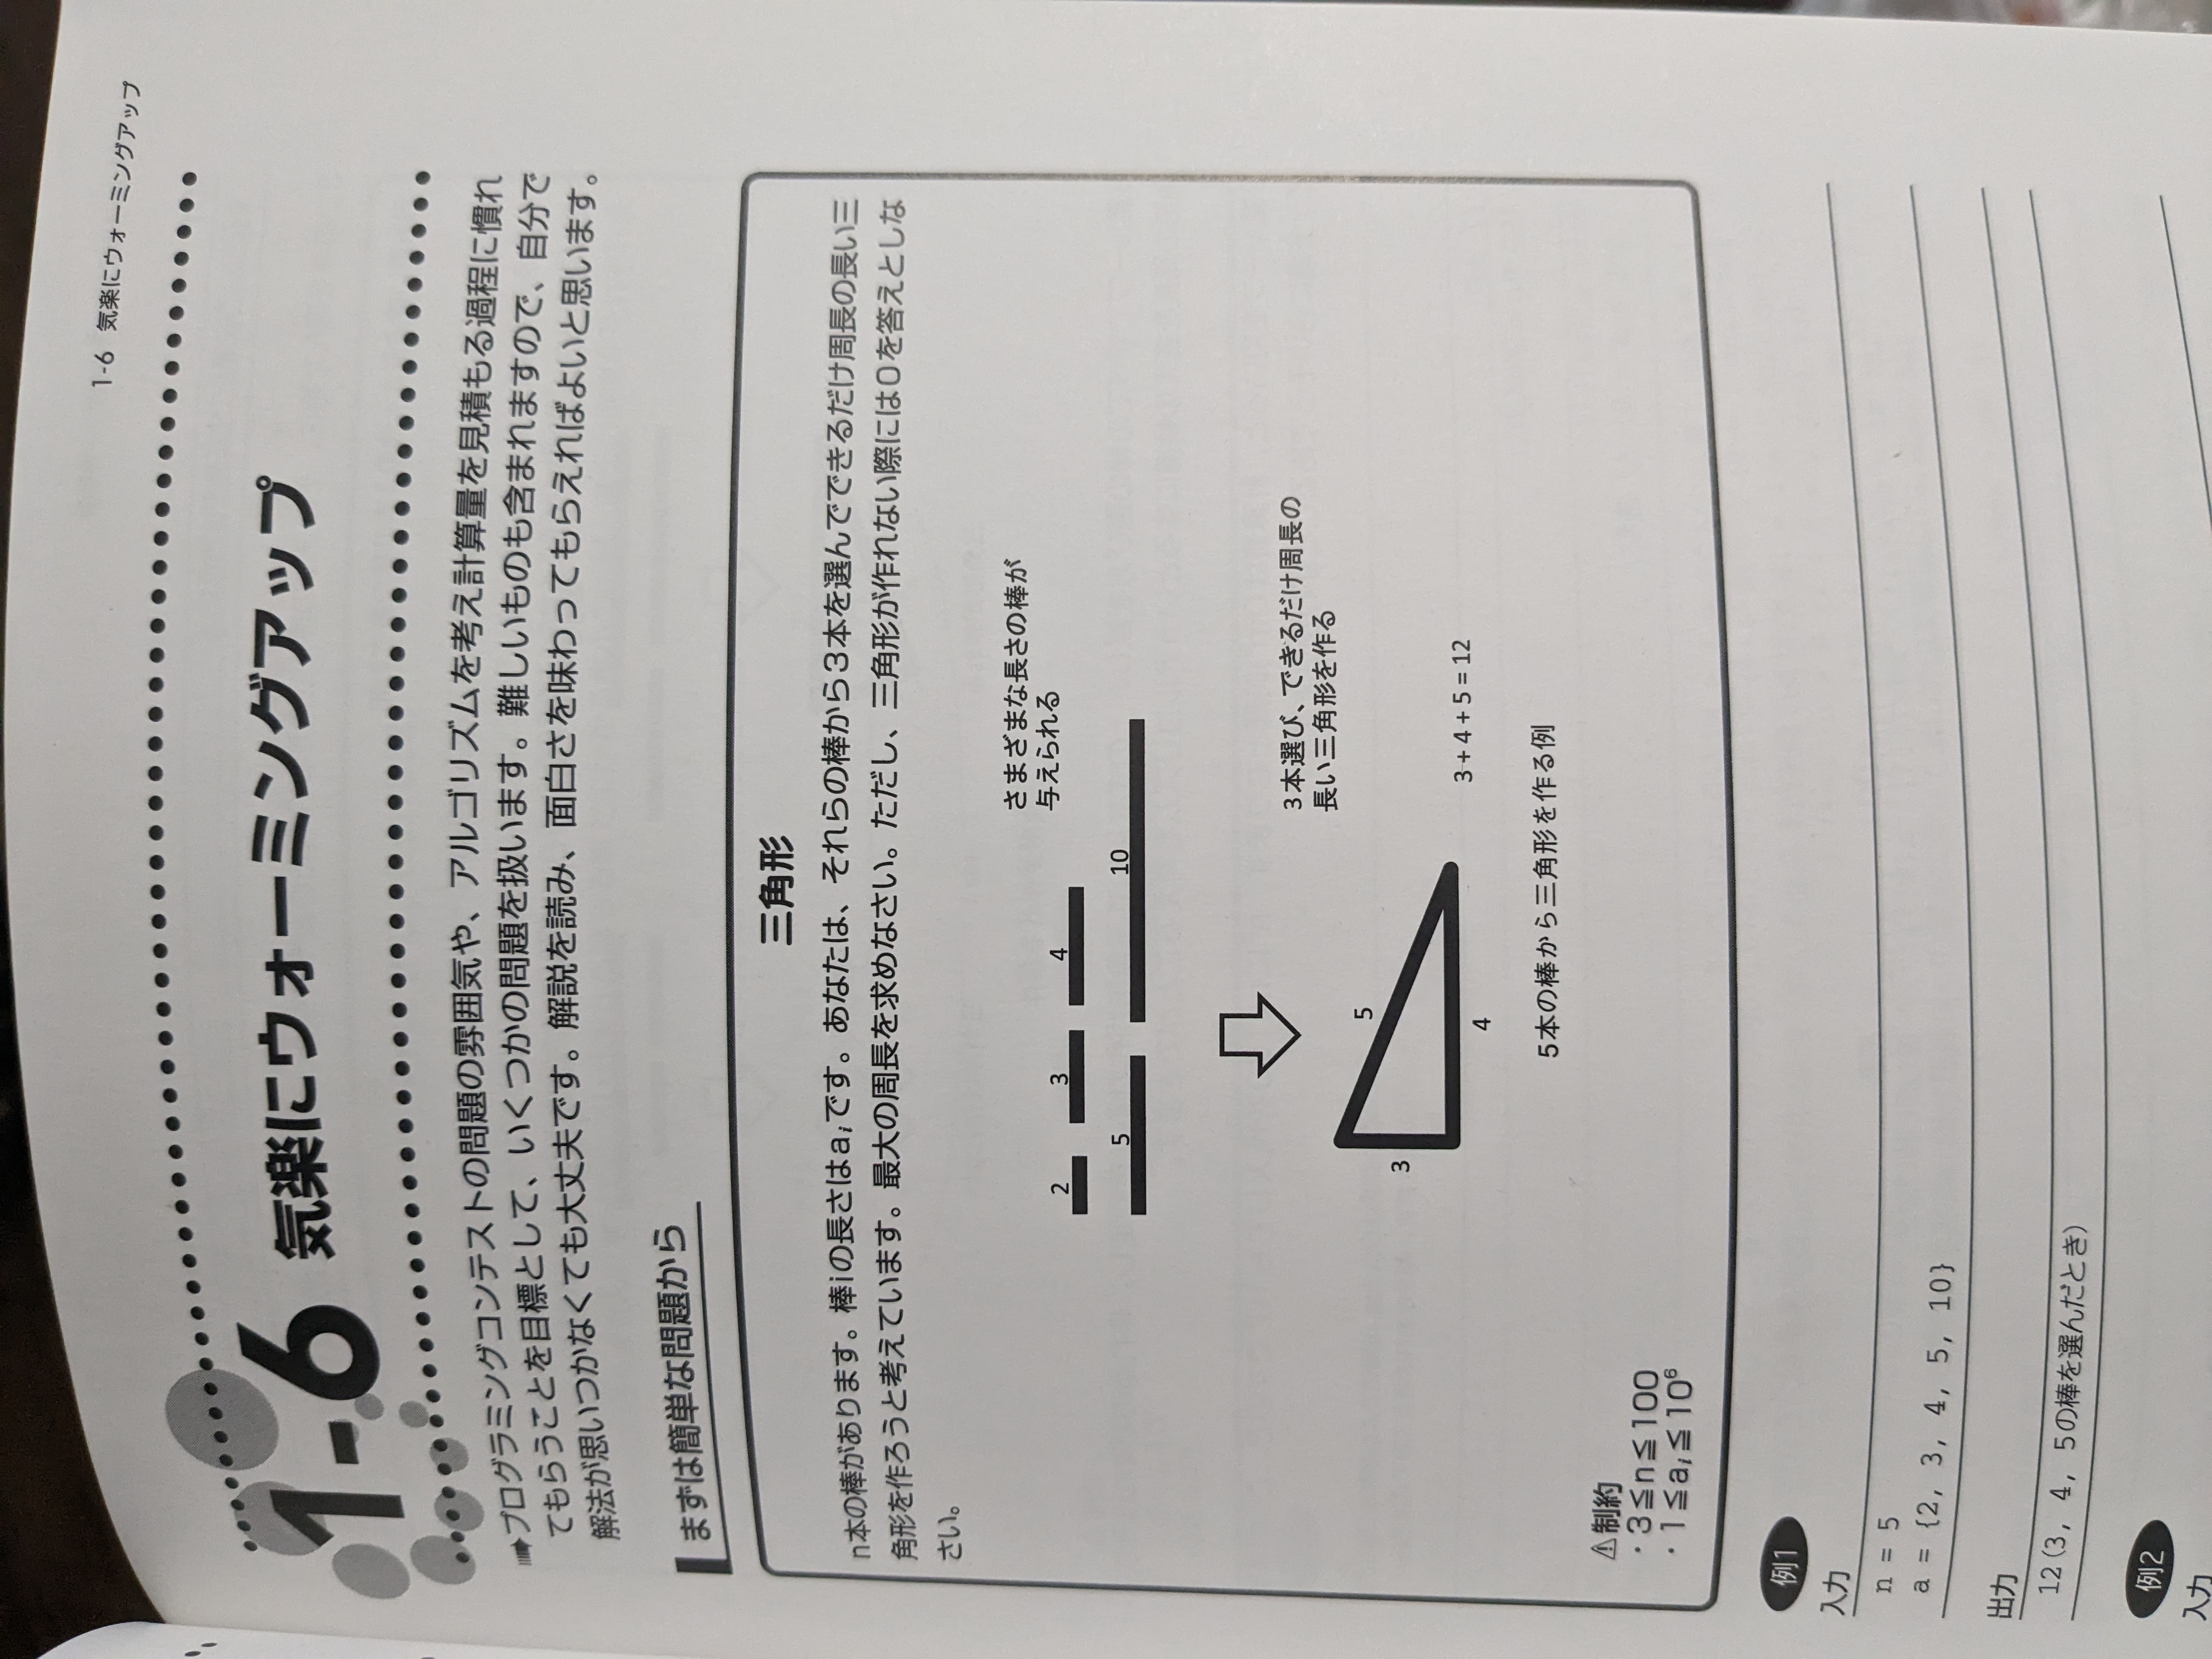 1-6 気楽にウォーミングアップ
1-6 気楽にウォーミングアップ
➠プログラミングコンテストの問題の雰囲気や、アルゴリズムを考え計算量を見積もる過程に慣れ
てもらうことを目標として、いくつかの問題を扱います。難しいものも含まれますので、自分で
解法が思いつかなくても大丈夫です。解説を読み、面白さを味わってもらえればよいと思います。
まずは簡単な問題から
三角形
n本の棒があります。棒iの長さはaᵢです。あなたは、それらの棒から3本を選んでできるだけ周長の長い三
角形を作ろうと考えています。最大の周長を求めなさい。ただし、三角形が作れない際には0を答えとしな
さい。
さまざまな長さの棒が
与えられる
2 3 4
5 10
3本選び、できるだけ周長の
長い三角形を作る
5
3
4
3 + 4 + 5 = 12
5本の棒から三角形を作る例
⚠制約
・3≦n≦100
・1≦aᵢ≦10⁶
例1
入力
n = 5
a = {2, 3, 4, 5, 10}
出力
12(3, 4, 5の棒を選んだとき)
例2
入力